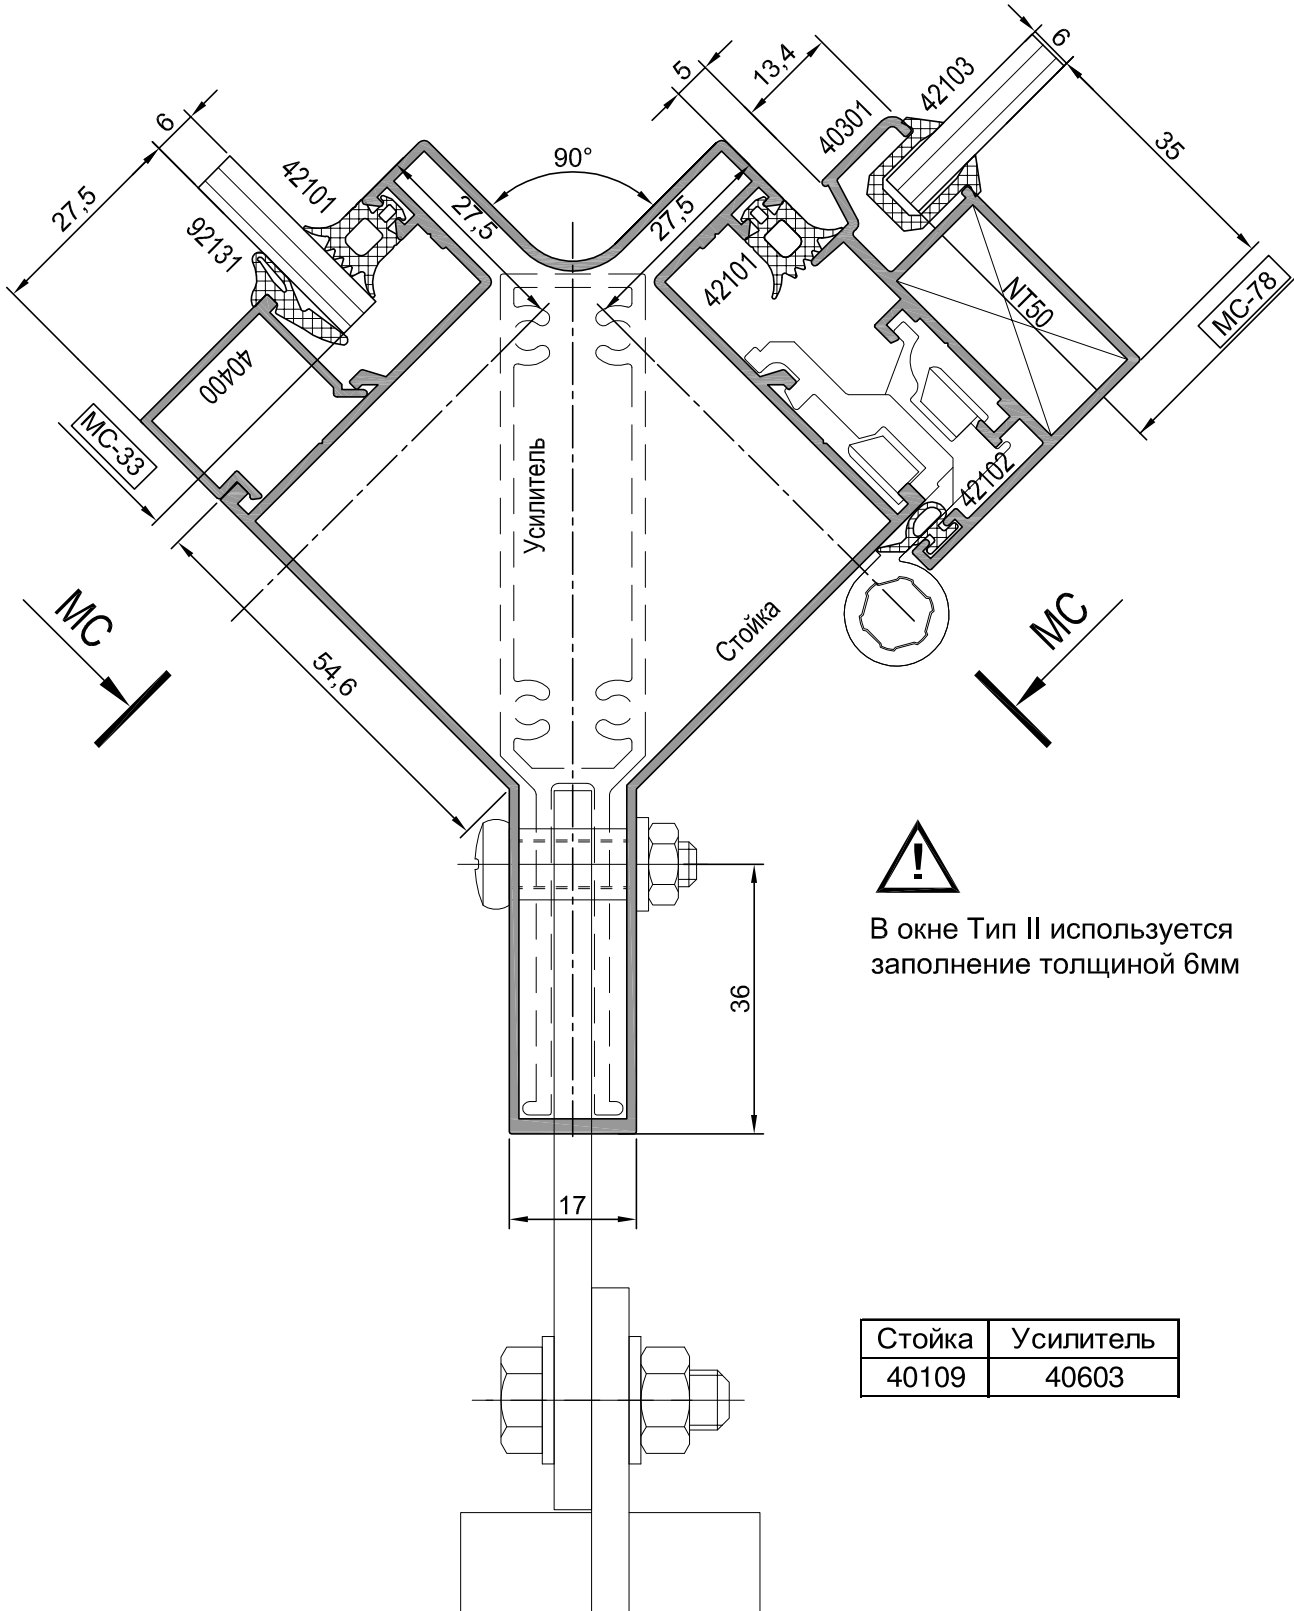 6
27,5
42101
92131
40400
МС-33
27,5
90°
27,5
5
13,4
40301
42103
6
35
МС-78
NT50
42101
42102
Усилитель
Стойка
54,6
МС
МС
!
В окне Тип II используется
заполнение толщиной 6мм
36
17
Стойка Усилитель
40109 40603